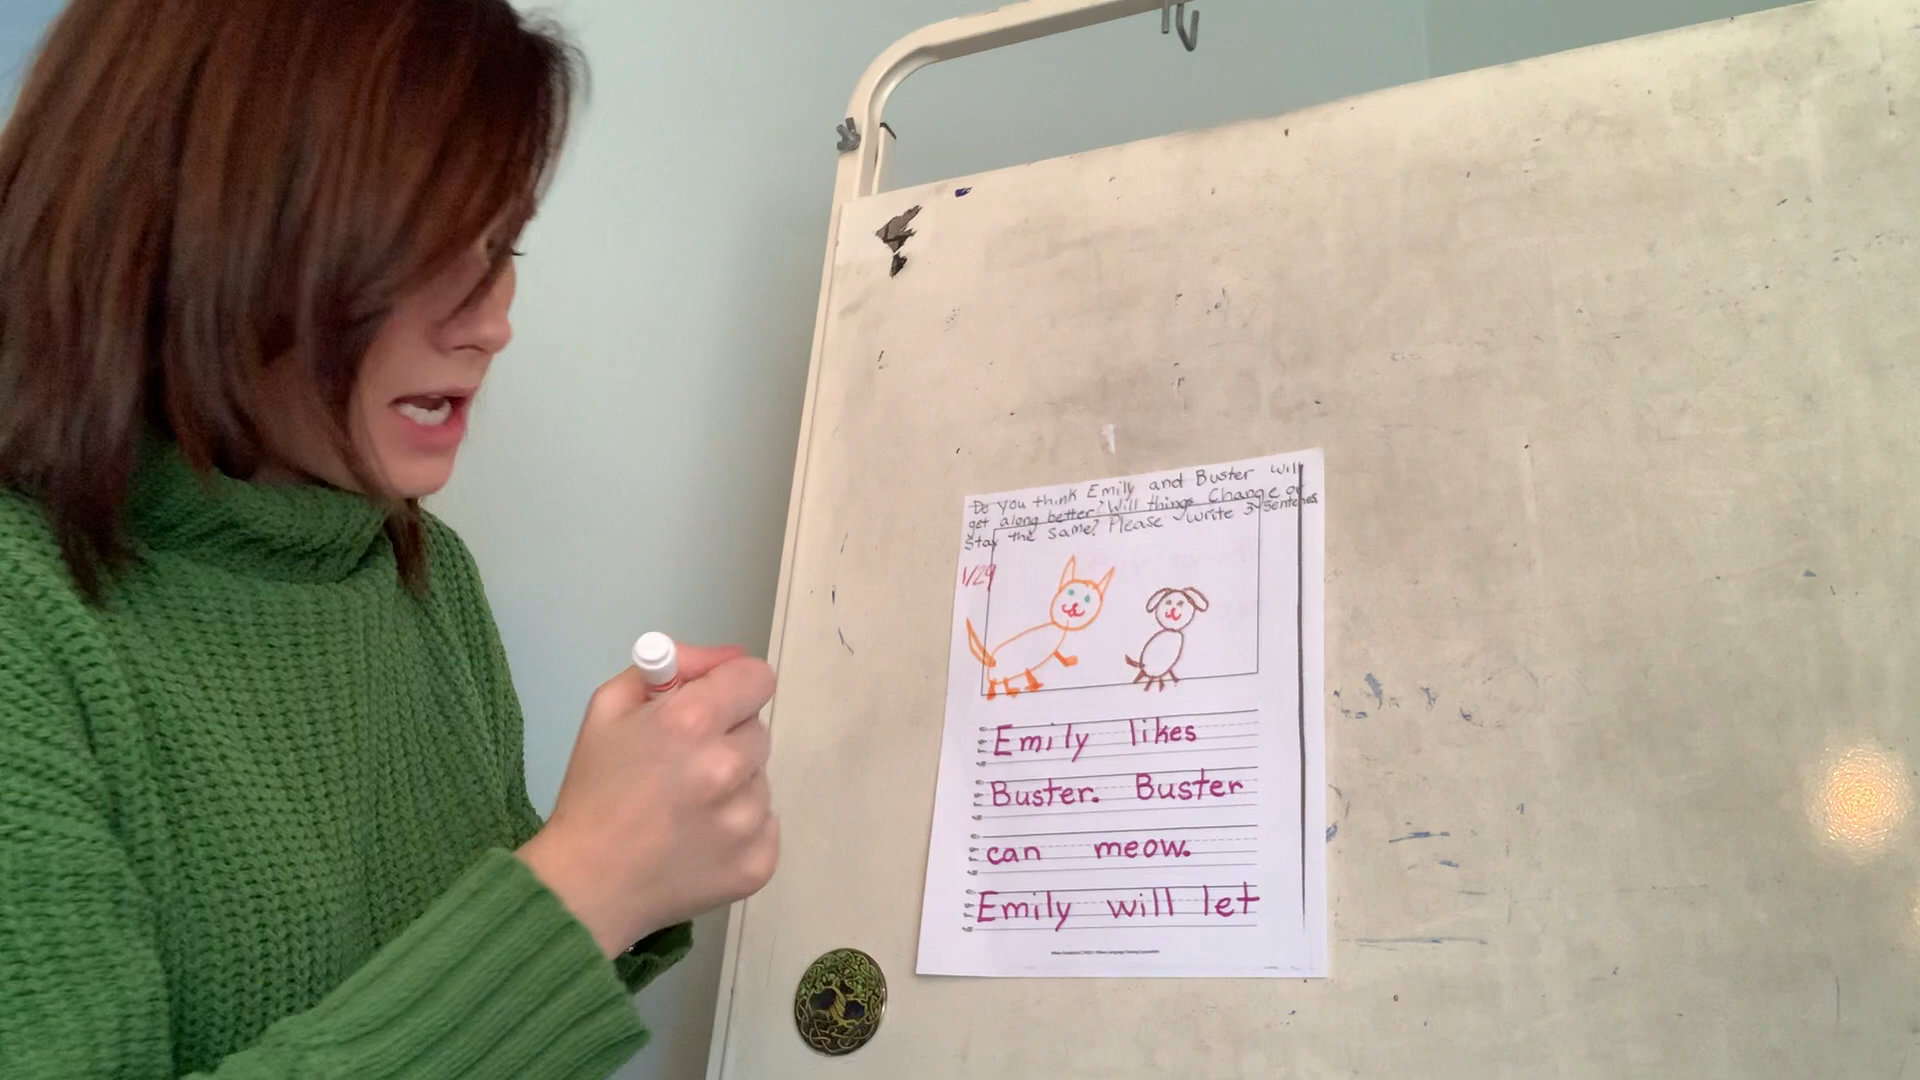 Do you think Emily and Buster will
get along better? Will things Change or
Stay the same? Please write 3 Sentences
1/29
Emily likes
Buster. Buster
can meow.
Emily will let